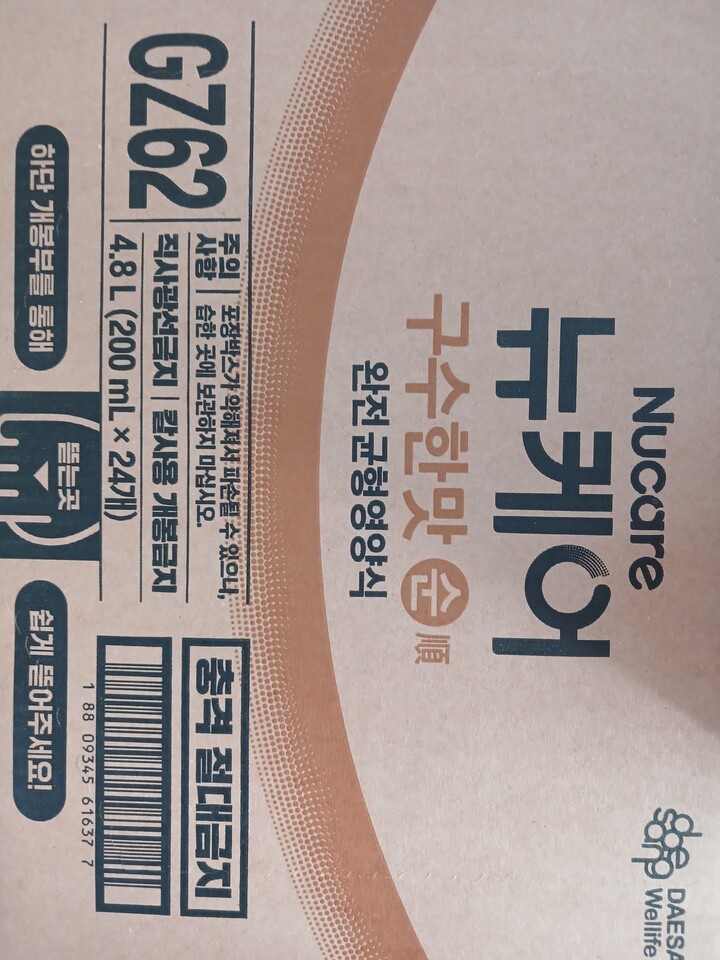 Nucare
뉴케어
구수한맛 순 順
완전 균형영양식
daesang
DAESA
Wellife
GZ62
주의사항
포장박스가 약해져서 파손될 수 있으니,
습한 곳에 보관하지 마십시오.
직사광선금지 | 칼사용 개봉금지
4.8 L (200 mL × 24개)
충격 절대금지
1 88 09345 61637 7
하단 개봉부를 통해
뜯는곳
쉽게 뜯어주세요!